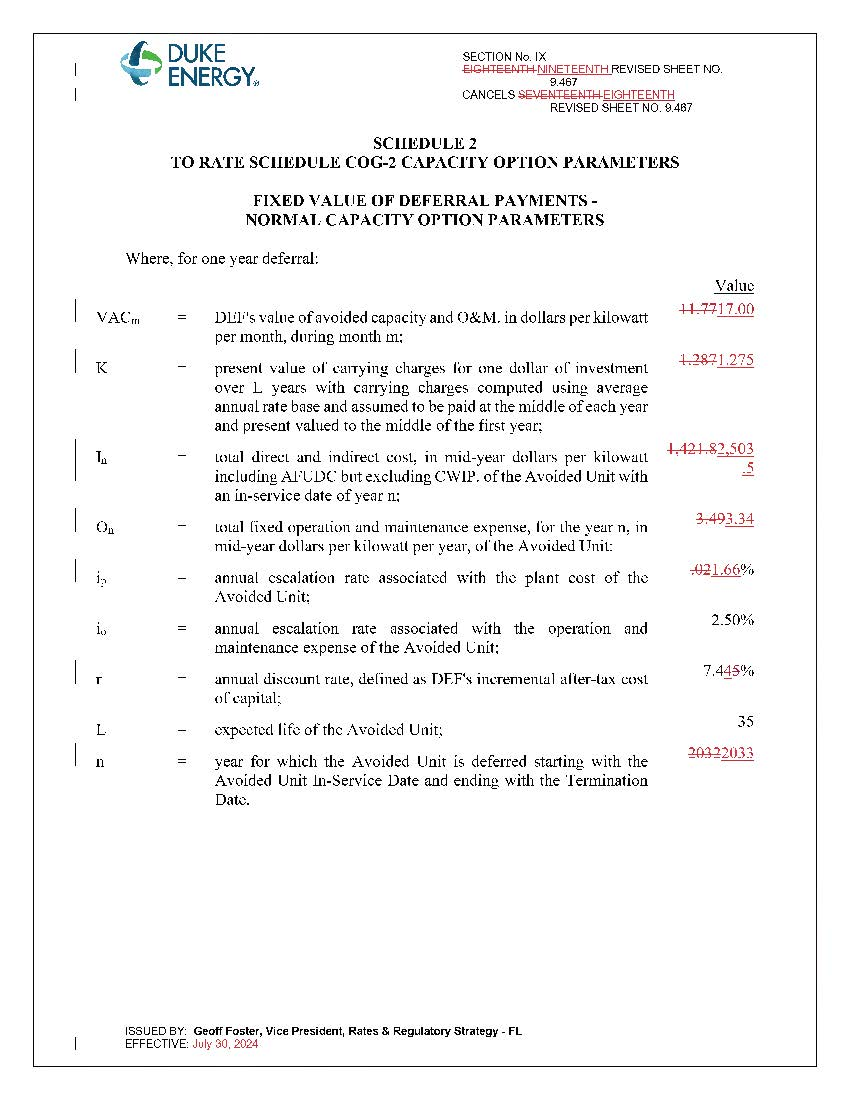 DUKE
ENERGY®
SECTION No. IX
EIGHTEENTH NINETEENTH REVISED SHEET NO.
9.467
CANCELS SEVENTEENTH EIGHTEENTH
REVISED SHEET NO. 9.467
SCHEDULE 2
TO RATE SCHEDULE COG-2 CAPACITY OPTION PARAMETERS
FIXED VALUE OF DEFERRAL PAYMENTS -
NORMAL CAPACITY OPTION PARAMETERS
Where, for one year deferral:
Value
VACm = DEF's value of avoided capacity and O&M, in dollars per kilowatt 11.7717.00
per month, during month m;
K = present value of carrying charges for one dollar of investment 1.2871.275
over L years with carrying charges computed using average
annual rate base and assumed to be paid at the middle of each year
and present valued to the middle of the first year;
In = total direct and indirect cost, in mid-year dollars per kilowatt 1,421.82,503
including AFUDC but excluding CWIP, of the Avoided Unit with .5
an in-service date of year n;
On = total fixed operation and maintenance expense, for the year n, in 3.493.34
mid-year dollars per kilowatt per year, of the Avoided Unit:
ip = annual escalation rate associated with the plant cost of the .021.66%
Avoided Unit;
io = annual escalation rate associated with the operation and 2.50%
maintenance expense of the Avoided Unit;
r = annual discount rate, defined as DEF's incremental after-tax cost 7.445%
of capital;
L = expected life of the Avoided Unit; 35
n = year for which the Avoided Unit is deferred starting with the 20322033
Avoided Unit In-Service Date and ending with the Termination
Date.
ISSUED BY: Geoff Foster, Vice President, Rates & Regulatory Strategy - FL
EFFECTIVE: July 30, 2024